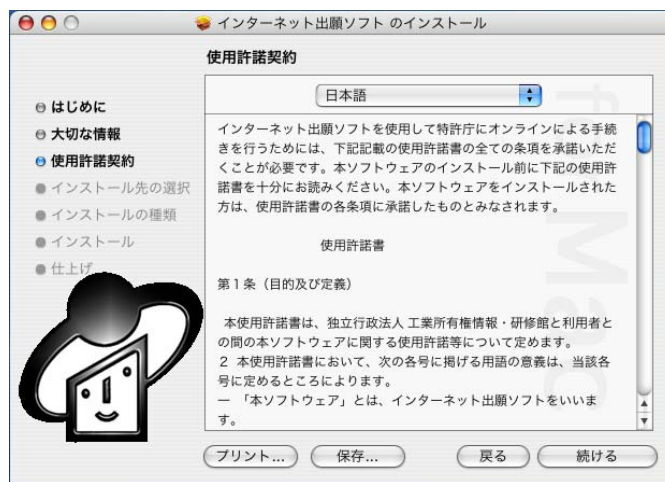 インターネット出願ソフト のインストール
使用許諾契約
はじめに
大切な情報
使用許諾契約
インストール先の選択
インストールの種類
インストール
仕上げ
日本語
インターネット出願ソフトを使用して特許庁にオンラインによる手続
きを行うためには、下記記載の使用許諾書の全ての条項を承諾いただ
くことが必要です。本ソフトウェアのインストール前に下記の使用許
諾書を十分にお読みください。本ソフトウェアをインストールされた
方は、使用許諾書の各条項に承諾したものとみなされます。
使用許諾書
第1条（目的及び定義）
本使用許諾書は、独立行政法人 工業所有権情報・研修館と利用者と
の間の本ソフトウェアに関する使用許諾等について定めます。
2 本使用許諾書において、次の各号に掲げる用語の意義は、当該各
号に定めるところによります。
一 「本ソフトウェア」とは、インターネット出願ソフトをいいま
す。
for Mac
プリント...
保存...
戻る
続ける